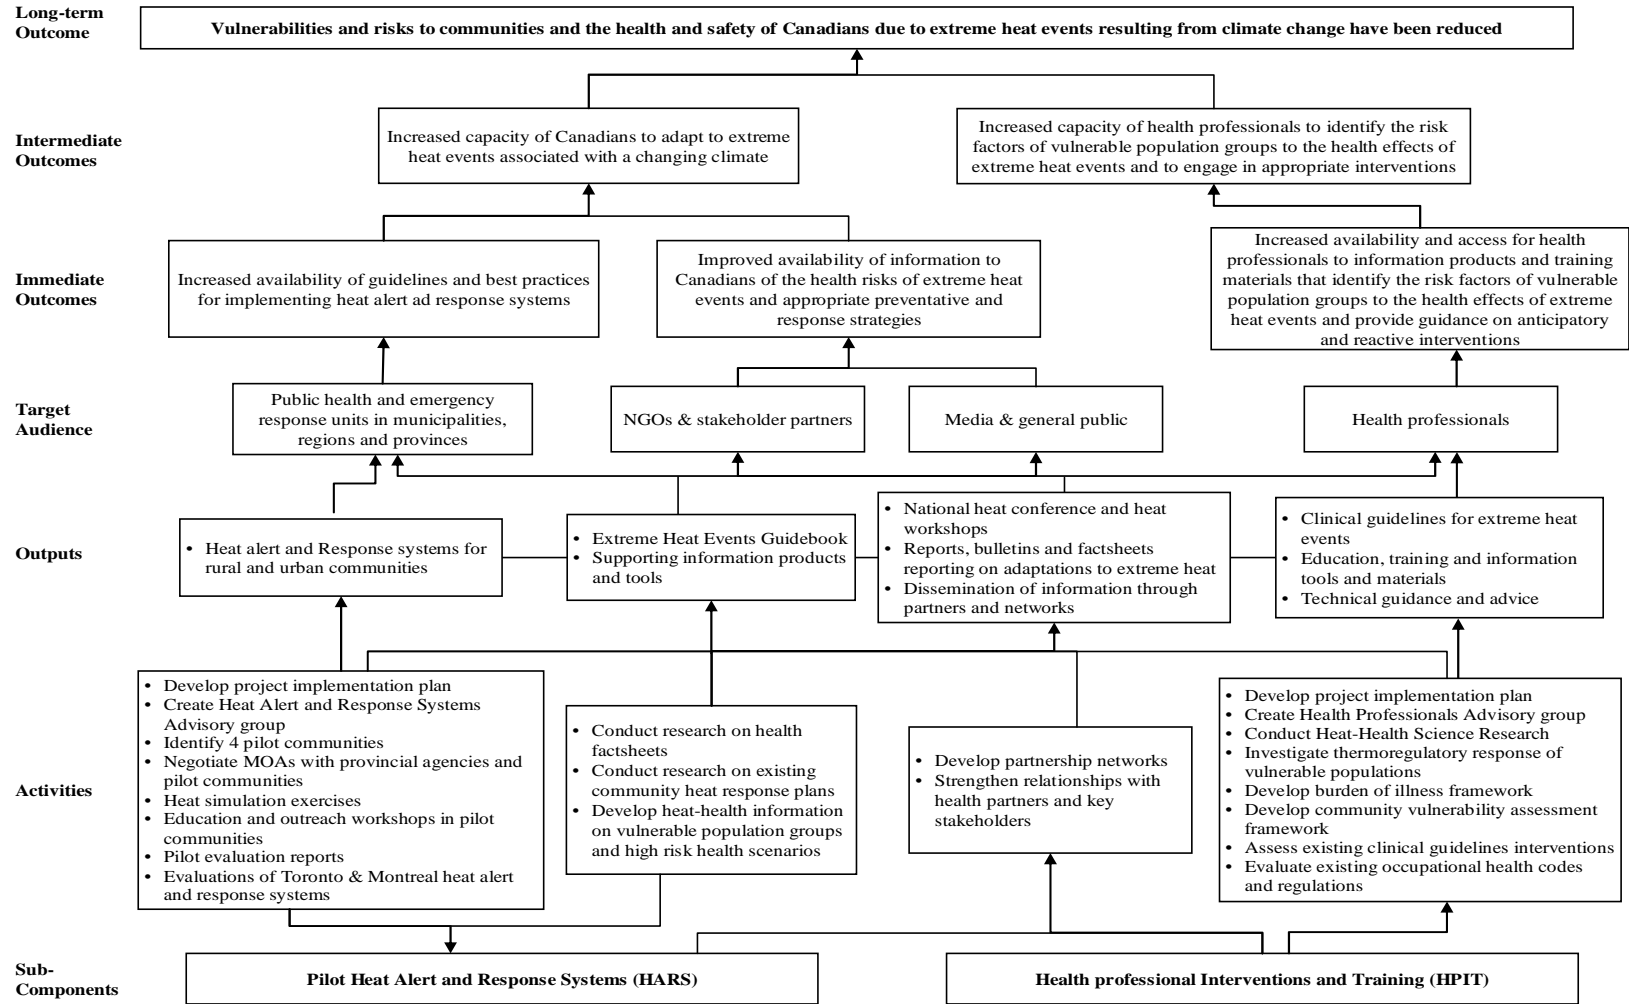 Long-term
Outcome
Vulnerabilities and risks to communities and the health and safety of Canadians due to extreme heat events resulting from climate change have been reduced
Intermediate
Outcomes
Increased capacity of Canadians to adapt to extreme
heat events associated with a changing climate
Increased capacity of health professionals to identify the risk
factors of vulnerable population groups to the health effects of
extreme heat events and to engage in appropriate interventions
Immediate
Outcomes
Increased availability of guidelines and best practices
for implementing heat alert ad response systems
Improved availability of information to
Canadians of the health risks of extreme heat
events and appropriate preventative and
response strategies
Increased availability and access for health
professionals to information products and training
materials that identify the risk factors of vulnerable
population groups to the health effects of extreme
heat events and provide guidance on anticipatory
and reactive interventions
Target
Audience
Public health and emergency
response units in municipalities,
regions and provinces
NGOs & stakeholder partners
Media & general public
Health professionals
Outputs
• Heat alert and Response systems for
rural and urban communities
• Extreme Heat Events Guidebook
• Supporting information products
and tools
• National heat conference and heat
workshops
• Reports, bulletins and factsheets
reporting on adaptations to extreme heat
• Dissemination of information through
partners and networks
• Clinical guidelines for extreme heat
events
• Education, training and information
tools and materials
• Technical guidance and advice
Activities
• Develop project implementation plan
• Create Heat Alert and Response Systems
Advisory group
• Identify 4 pilot communities
• Negotiate MOAs with provincial agencies and
pilot communities
• Heat simulation exercises
• Education and outreach workshops in pilot
communities
• Pilot evaluation reports
• Evaluations of Toronto & Montreal heat alert
and response systems
• Conduct research on health
factsheets
• Conduct research on existing
community heat response plans
• Develop heat-health information
on vulnerable population groups
and high risk health scenarios
• Develop partnership networks
• Strengthen relationships with
health partners and key
stakeholders
• Develop project implementation plan
• Create Health Professionals Advisory group
• Conduct Heat-Health Science Research
• Investigate thermoregulatory response of
vulnerable populations
• Develop burden of illness framework
• Develop community vulnerability assessment
framework
• Assess existing clinical guidelines interventions
• Evaluate existing occupational health codes
and regulations
Sub-
Components
Pilot Heat Alert and Response Systems (HARS)
Health professional Interventions and Training (HPIT)